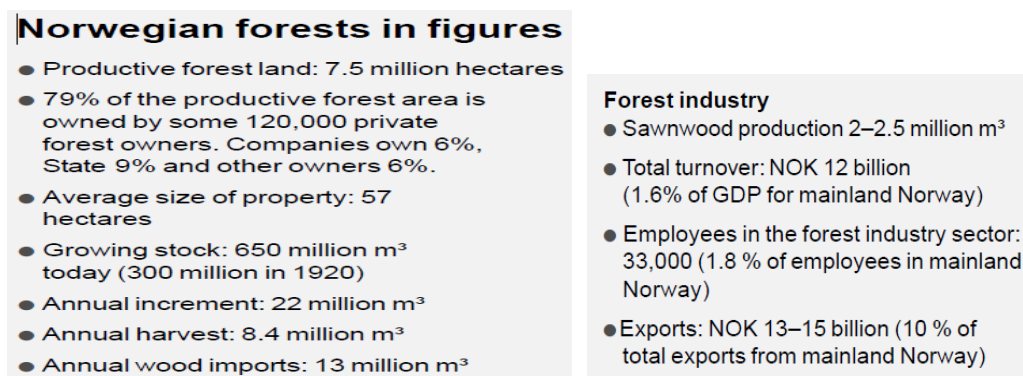 Norwegian forests in figures
● Productive forest land: 7.5 million hectares
● 79% of the productive forest area is
owned by some 120,000 private
forest owners. Companies own 6%,
State 9% and other owners 6%.
● Average size of property: 57
hectares
● Growing stock: 650 million m³
today (300 million in 1920)
● Annual increment: 22 million m³
● Annual harvest: 8.4 million m³
● Annual wood imports: 13 million m³
Forest industry
● Sawnwood production 2–2.5 million m³
● Total turnover: NOK 12 billion
(1.6% of GDP for mainland Norway)
● Employees in the forest industry sector:
33,000 (1.8 % of employees in mainland
Norway)
● Exports: NOK 13–15 billion (10 % of
total exports from mainland Norway)